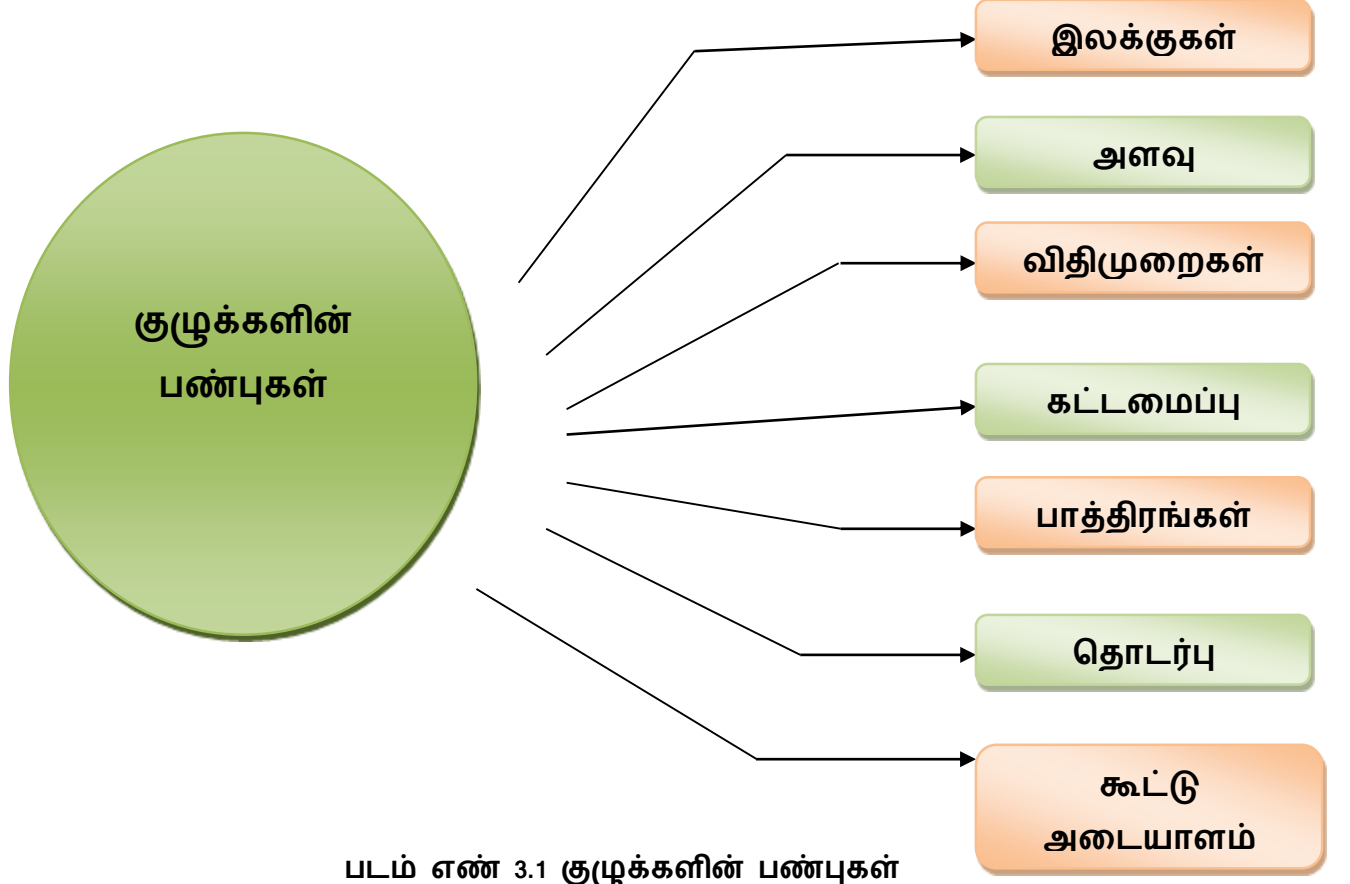 இலக்குகள்
அளவு
விதிமுறைகள்
குழுக்களின்
பண்புகள்
கட்டமைப்பு
பாத்திரங்கள்
தொடர்பு
கூட்டு
அடையாளம்
படம் எண் 3.1 குழுக்களின் பண்புகள்